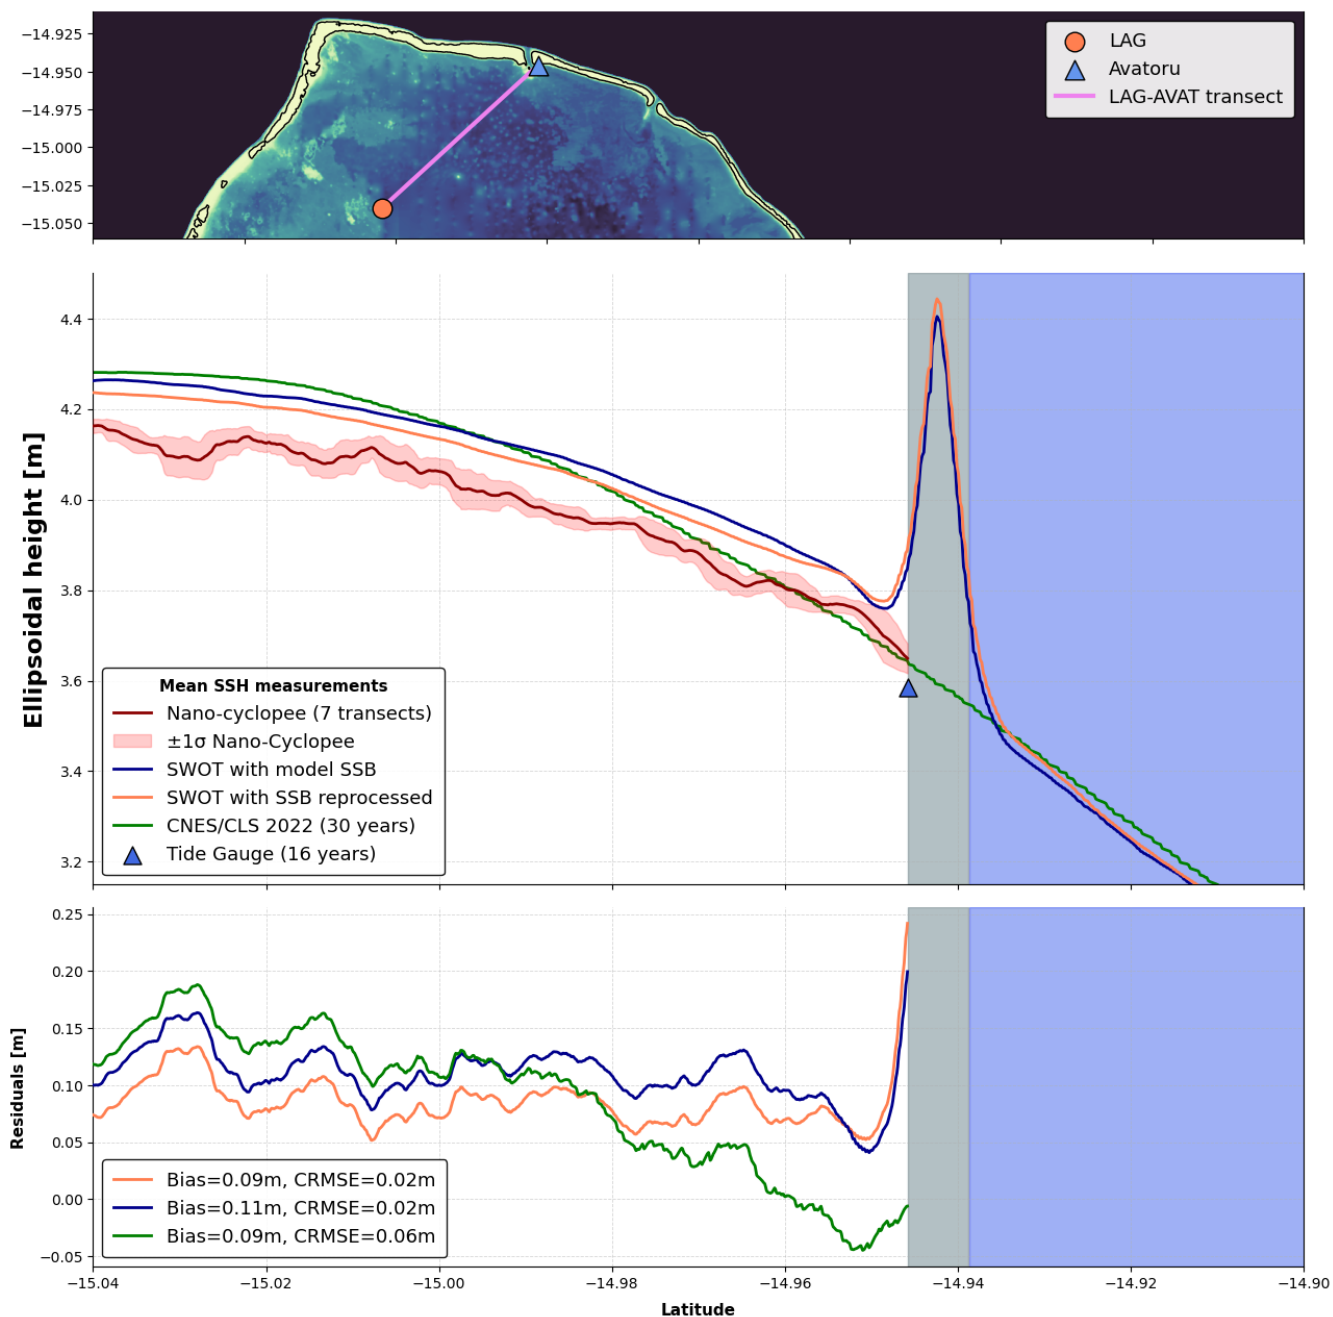 −14.925
−14.950
−14.975
−15.000
−15.025
−15.050
LAG
Avatoru
LAG-AVAT transect
Ellipsoidal height [m]
4.4
4.2
4.0
3.8
3.6
3.4
3.2
Mean SSH measurements
Nano-cyclopee (7 transects)
±1σ Nano-Cyclopee
SWOT with model SSB
SWOT with SSB reprocessed
CNES/CLS 2022 (30 years)
Tide Gauge (16 years)
Residuals [m]
0.25
0.20
0.15
0.10
0.05
0.00
−0.05
Bias=0.09m, CRMSE=0.02m
Bias=0.11m, CRMSE=0.02m
Bias=0.09m, CRMSE=0.06m
−15.04 −15.02 −15.00 −14.98 −14.96 −14.94 −14.92 −14.90
Latitude